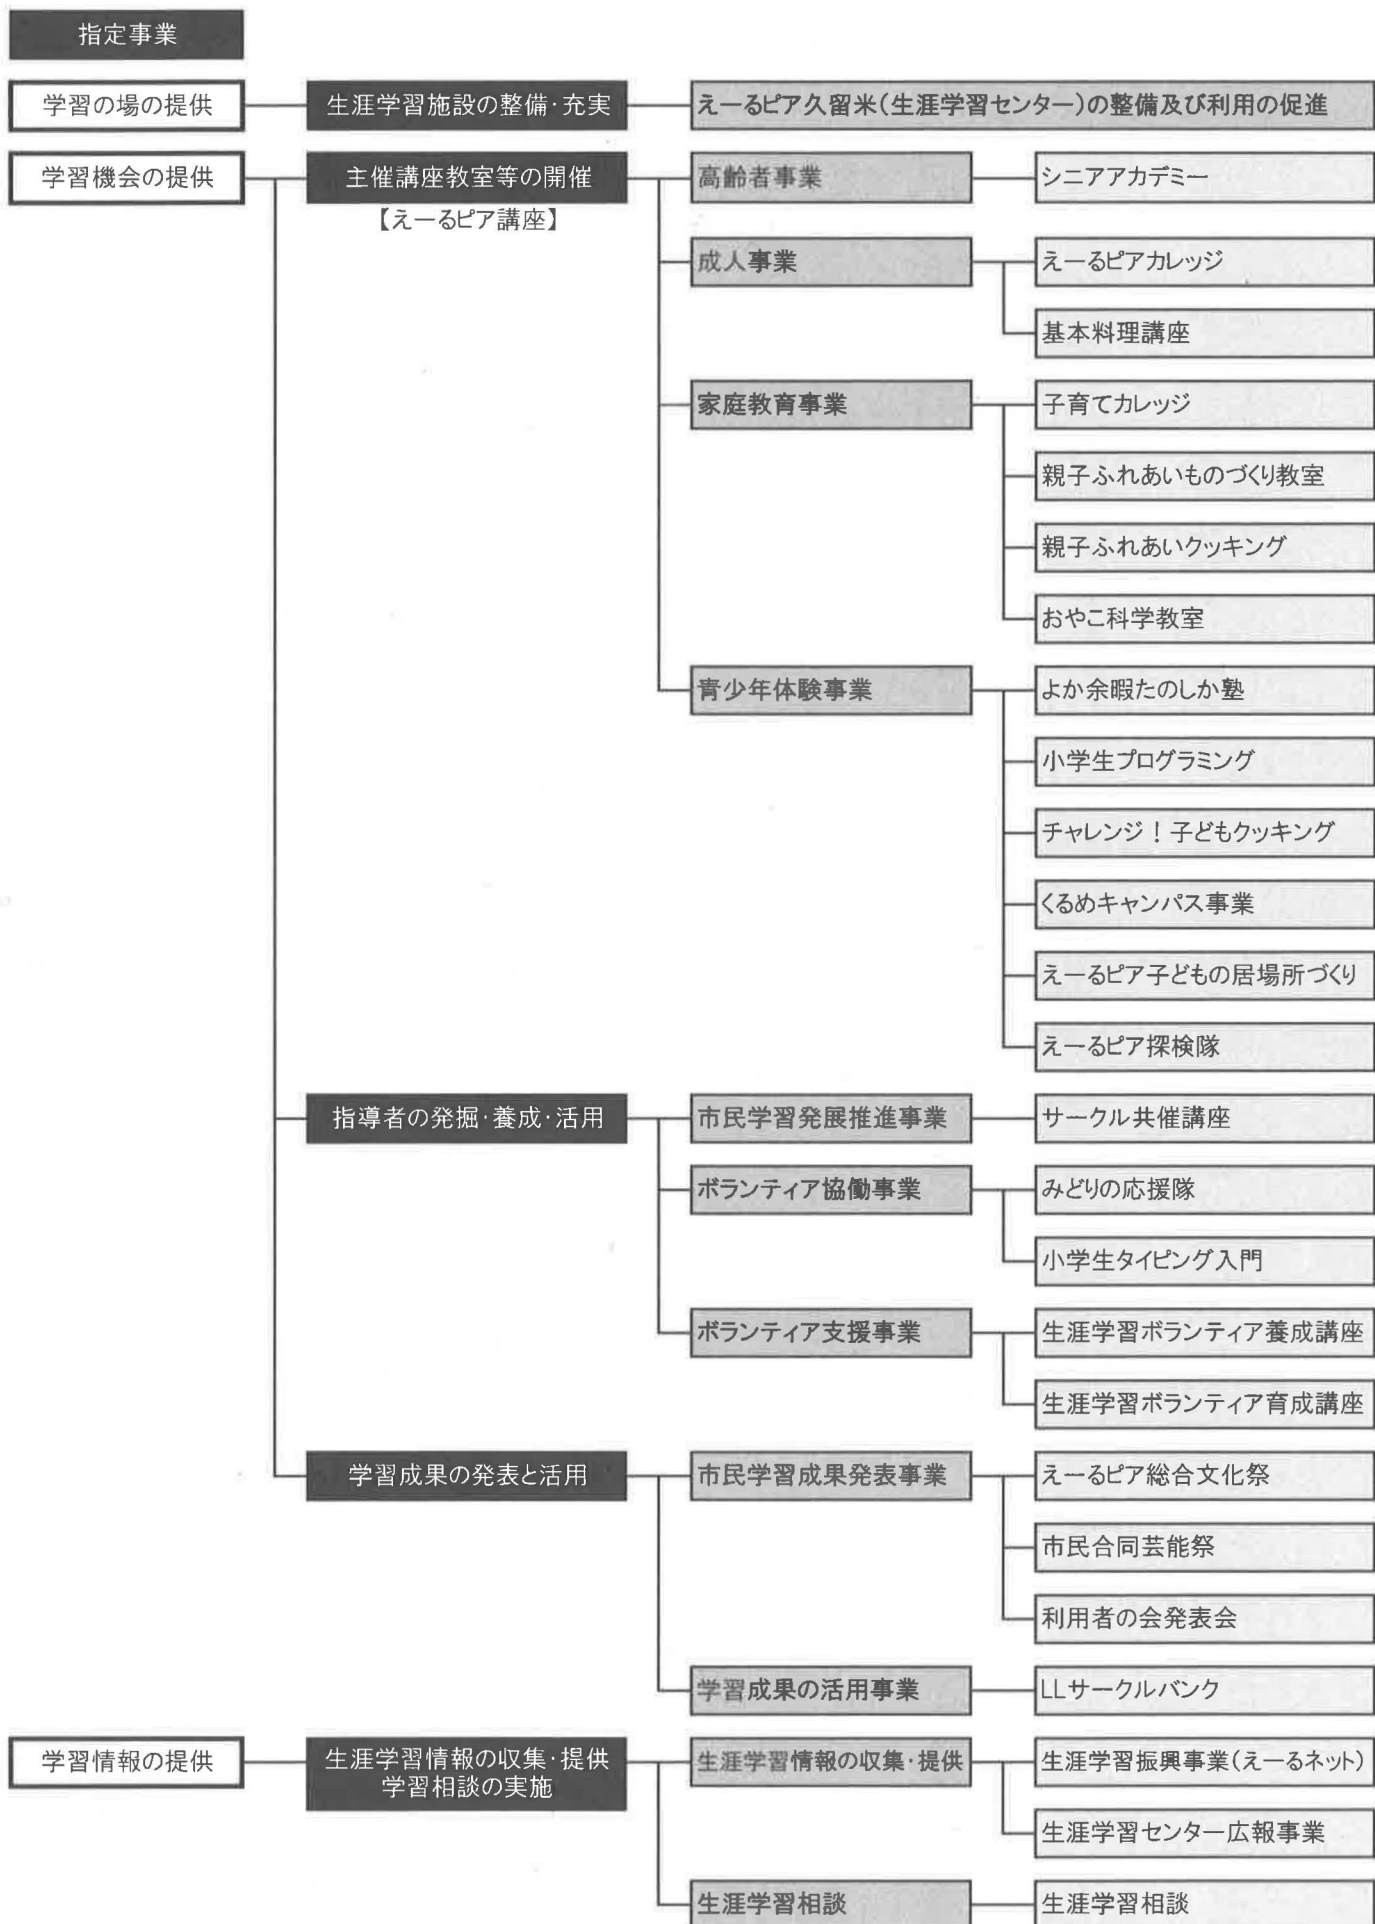 指定事業
学習の場の提供
生涯学習施設の整備・充実
えーるピア久留米(生涯学習センター)の整備及び利用の促進
学習機会の提供
主催講座教室等の開催
【えーるピア講座】
高齢者事業
シニアアカデミー
成人事業
えーるピアカレッジ
基本料理講座
家庭教育事業
子育てカレッジ
親子ふれあいものづくり教室
親子ふれあいクッキング
おやこ科学教室
青少年体験事業
よか余暇たのしか塾
小学生プログラミング
チャレンジ！子どもクッキング
くるめキャンパス事業
えーるピア子どもの居場所づくり
えーるピア探検隊
指導者の発掘・養成・活用
市民学習発展推進事業
サークル共催講座
ボランティア協働事業
みどりの応援隊
小学生タイピング入門
ボランティア支援事業
生涯学習ボランティア養成講座
生涯学習ボランティア育成講座
学習成果の発表と活用
市民学習成果発表事業
えーるピア総合文化祭
市民合同芸能祭
利用者の会発表会
学習成果の活用事業
LLサークルバンク
学習情報の提供
生涯学習情報の収集・提供
学習相談の実施
生涯学習情報の収集・提供
生涯学習振興事業(えーるネット)
生涯学習センター広報事業
生涯学習相談
生涯学習相談